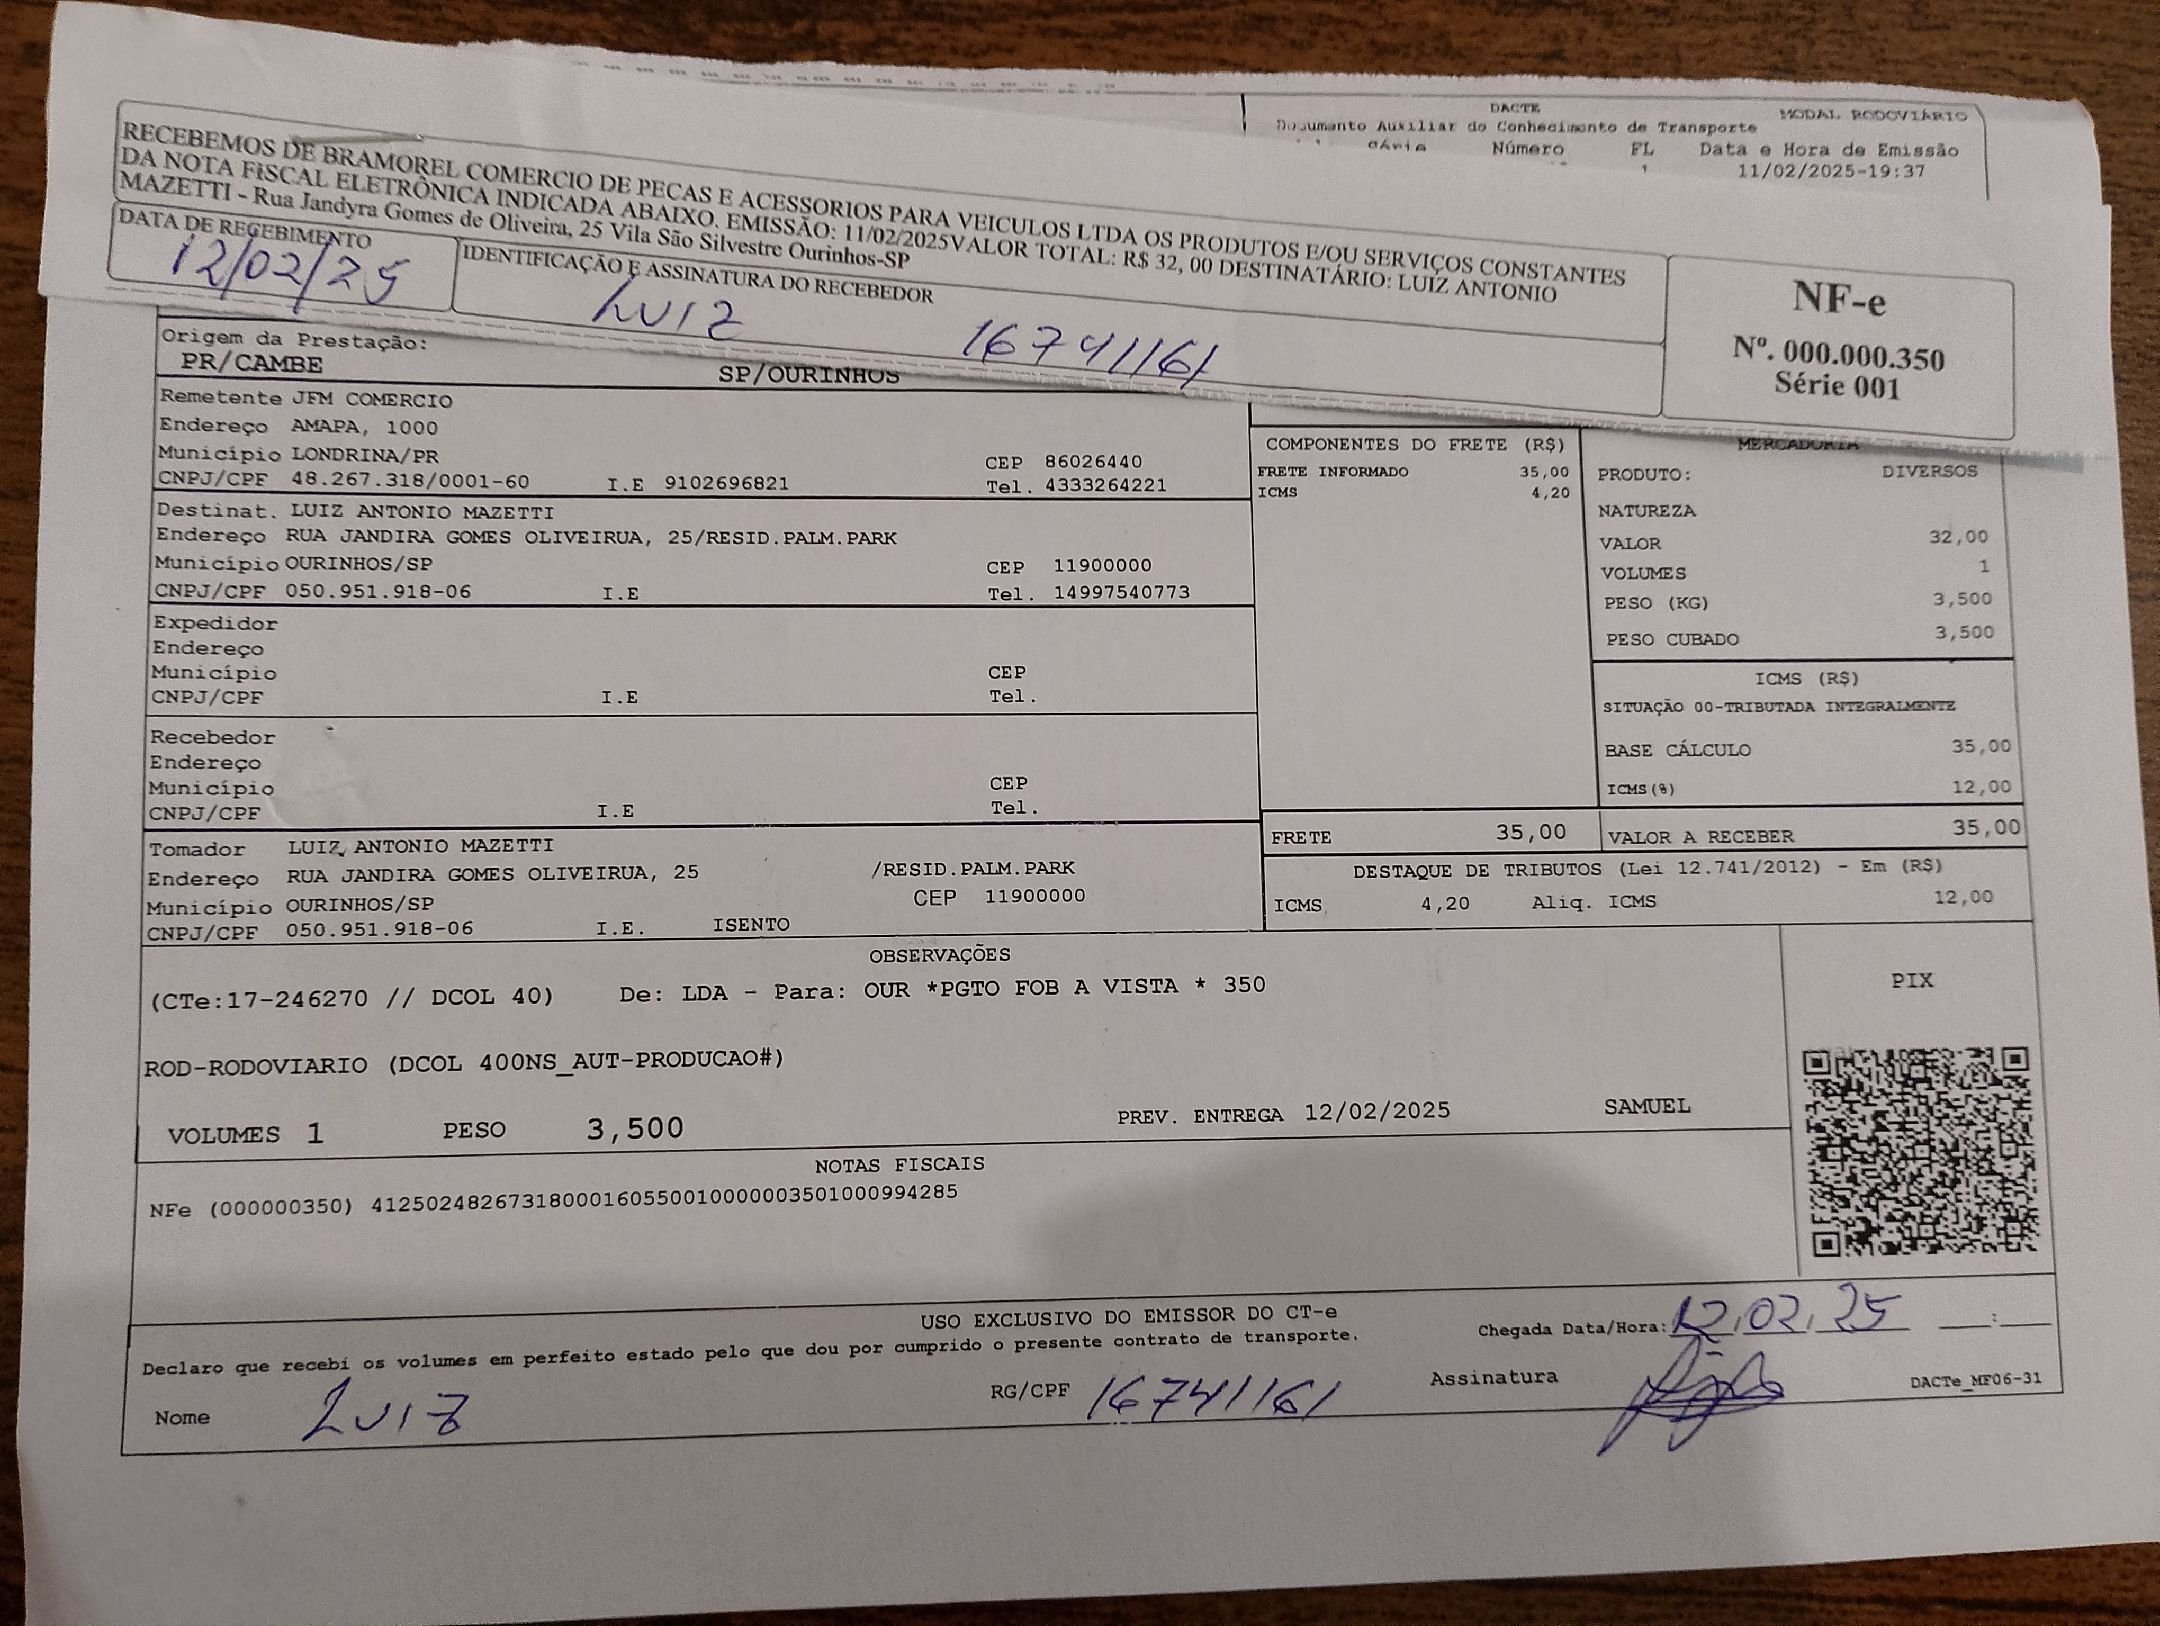 DACTE
MODAL RODOVIÁRIO
Documento Auxiliar do Conhecimento de Transporte
Número FL Data e Hora de Emissão
11/02/2025-19:37
RECEBEMOS DE BRAMOREL COMERCIO DE PECAS E ACESSORIOS PARA VEICULOS LTDA OS PRODUTOS E/OU SERVIÇOS CONSTANTES
DA NOTA FISCAL ELETRÔNICA INDICADA ABAIXO. EMISSÃO: 11/02/2025VALOR TOTAL: R$ 32, 00 DESTINATÁRIO: LUIZ ANTONIO
MAZETTI - Rua Jandyra Gomes de Oliveira, 25 Vila São Silvestre Ourinhos-SP
DATA DE RECEBIMENTO
12/02/25
IDENTIFICAÇÃO E ASSINATURA DO RECEBEDOR
LUIZ 16741161
NF-e
Nº. 000.000.350
Série 001
Origem da Prestação:
PR/CAMBE
SP/OURINHOS
Remetente JFM COMERCIO
Endereço AMAPA, 1000
Município LONDRINA/PR CEP 86026440
CNPJ/CPF 48.267.318/0001-60 I.E 9102696821 Tel. 4333264221
Destinat. LUIZ ANTONIO MAZETTI
Endereço RUA JANDIRA GOMES OLIVEIRUA, 25/RESID.PALM.PARK
Município OURINHOS/SP CEP 11900000
CNPJ/CPF 050.951.918-06 I.E Tel. 14997540773
Expedidor
Endereço
Município CEP
CNPJ/CPF I.E Tel.
Recebedor
Endereço
Município CEP
CNPJ/CPF I.E Tel.
Tomador LUIZ ANTONIO MAZETTI
Endereço RUA JANDIRA GOMES OLIVEIRUA, 25 /RESID.PALM.PARK
Município OURINHOS/SP CEP 11900000
CNPJ/CPF 050.951.918-06 I.E. ISENTO
COMPONENTES DO FRETE (R$)
FRETE INFORMADO 35,00
ICMS 4,20
MERCADORIA
PRODUTO: DIVERSOS
NATUREZA
VALOR 32,00
VOLUMES 1
PESO (KG) 3,500
PESO CUBADO 3,500
ICMS (R$)
SITUAÇÃO 00-TRIBUTADA INTEGRALMENTE
BASE CÁLCULO 35,00
ICMS(%) 12,00
FRETE 35,00 VALOR A RECEBER 35,00
DESTAQUE DE TRIBUTOS (Lei 12.741/2012) - Em (R$)
ICMS 4,20 Aliq. ICMS 12,00
OBSERVAÇÕES
(CTe:17-246270 // DCOL 40) De: LDA - Para: OUR *PGTO FOB A VISTA * 350
ROD-RODOVIARIO (DCOL 400NS_AUT-PRODUCAO#)
VOLUMES 1 PESO 3,500 PREV. ENTREGA 12/02/2025 SAMUEL
PIX
NOTAS FISCAIS
NFe (000000350) 41250248267318000160550010000003501000994285
USO EXCLUSIVO DO EMISSOR DO CT-e
Declaro que recebi os volumes em perfeito estado pelo que dou por cumprido o presente contrato de transporte.
Chegada Data/Hora: 12,02,25 __:__
Nome LUIZ RG/CPF 16741161 Assinatura
DACTe_MF06-31